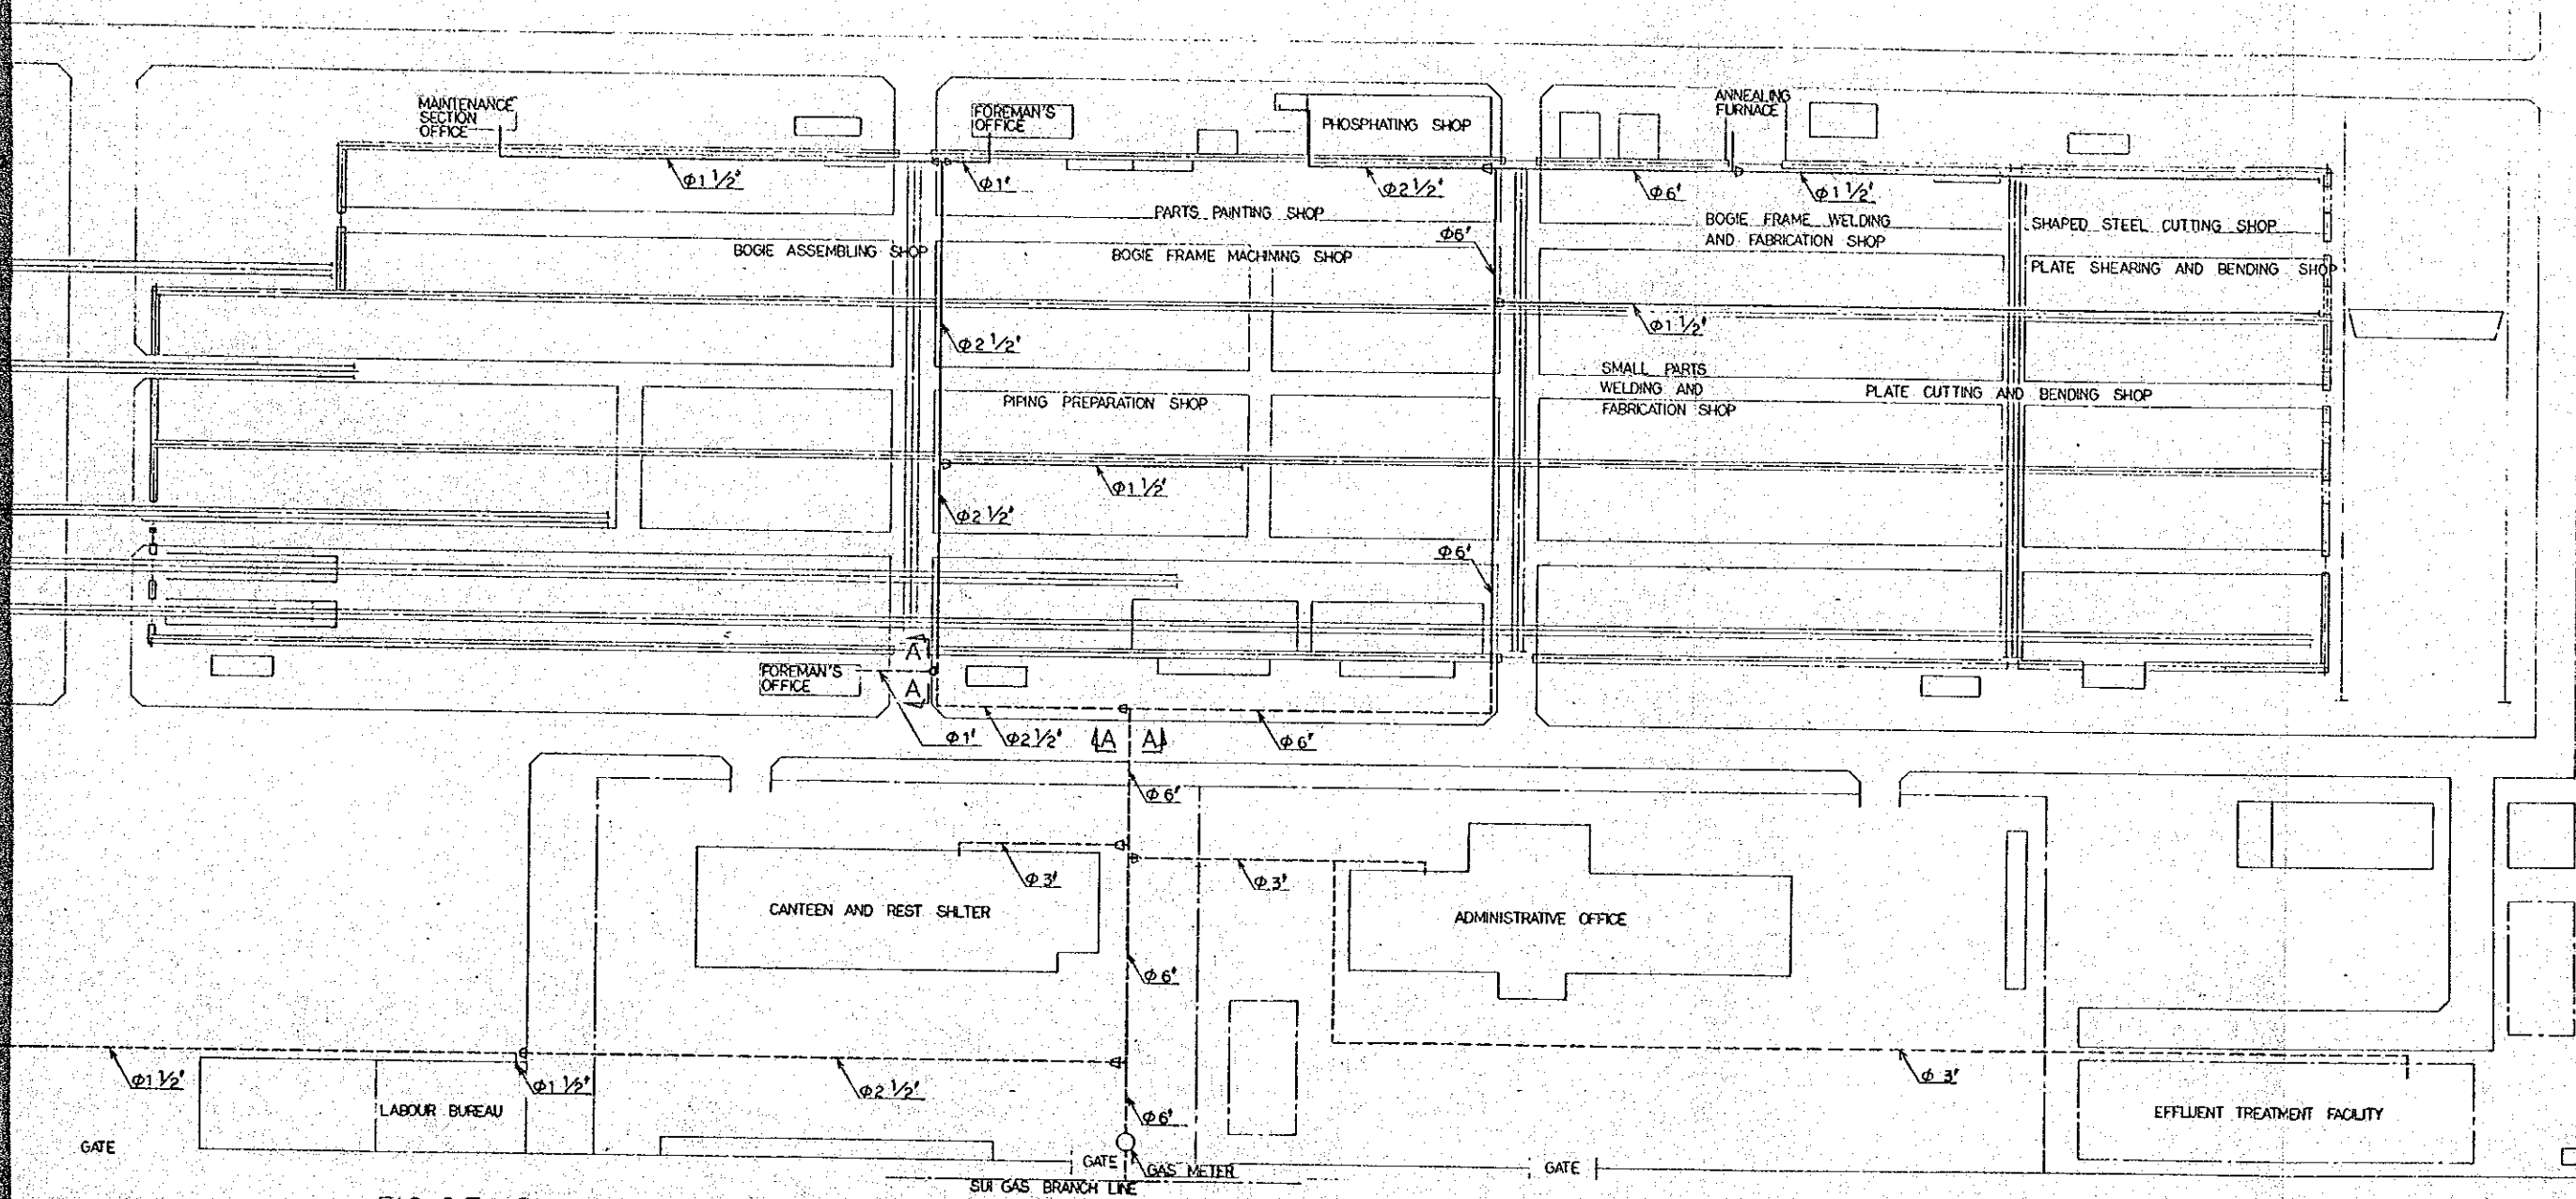 MAINTENANCE
SECTION
OFFICE
FOREMAN'S
OFFICE
PHOSPHATING SHOP
ANNEALING
FURNACE
φ1 1/2'
φ1'
φ2 1/2'
φ6'
φ1 1/2'
PARTS PAINTING SHOP
BOGIE FRAME WELDING
AND FABRICATION SHOP
SHAPED STEEL CUTTING SHOP
φ6'
BOGIE ASSEMBLING SHOP
BOGIE FRAME MACHINING SHOP
PLATE SHEARING AND BENDING SHOP
φ1 1/2'
φ2 1/2'
SMALL PARTS
WELDING AND
FABRICATION SHOP
PLATE CUTTING AND BENDING SHOP
PIPING PREPARATION SHOP
φ1 1/2'
φ2 1/2'
φ6'
A
FOREMAN'S
OFFICE
A
φ1'
φ2 1/2'
A A
φ6'
φ6'
φ3'
φ3'
CANTEEN AND REST SHLTER
ADMINISTRATIVE OFFICE
φ6'
φ1 1/2'
φ1 1/2'
φ2 1/2'
φ3'
LABOUR BUREAU
φ6'
EFFLUENT TREATMENT FACILITY
GATE
GATE
GAS METER
GATE
SUI GAS BRANCH LINE